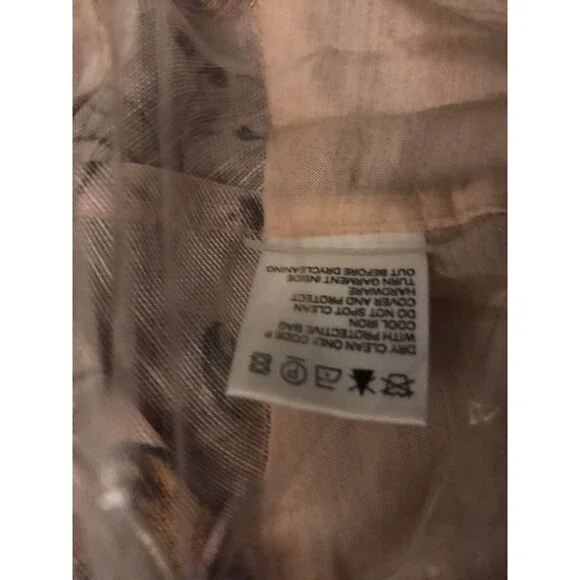 DRY CLEAN ONLY CODE P
WITH PROTECTIVE BAG
COOL IRON
DO NOT SPOT CLEAN
COVER AND PROTECT
HARDWARE
TURN GARMENT INSIDE
OUT BEFORE DRYCLEANING